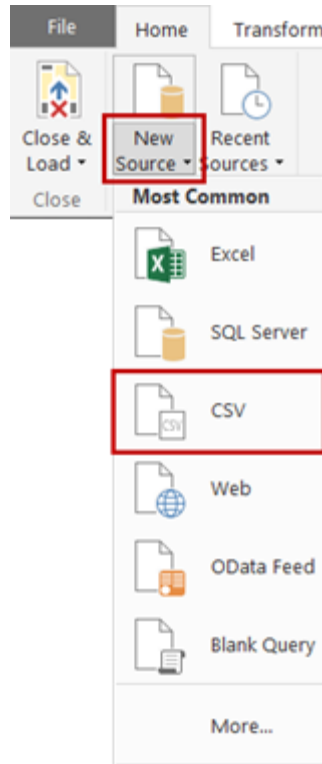 File Home Transform
Close & Load New Source Recent Sources
Close
Most Common
Excel
SQL Server
CSV
CSV
Web
OData Feed
Blank Query
More...